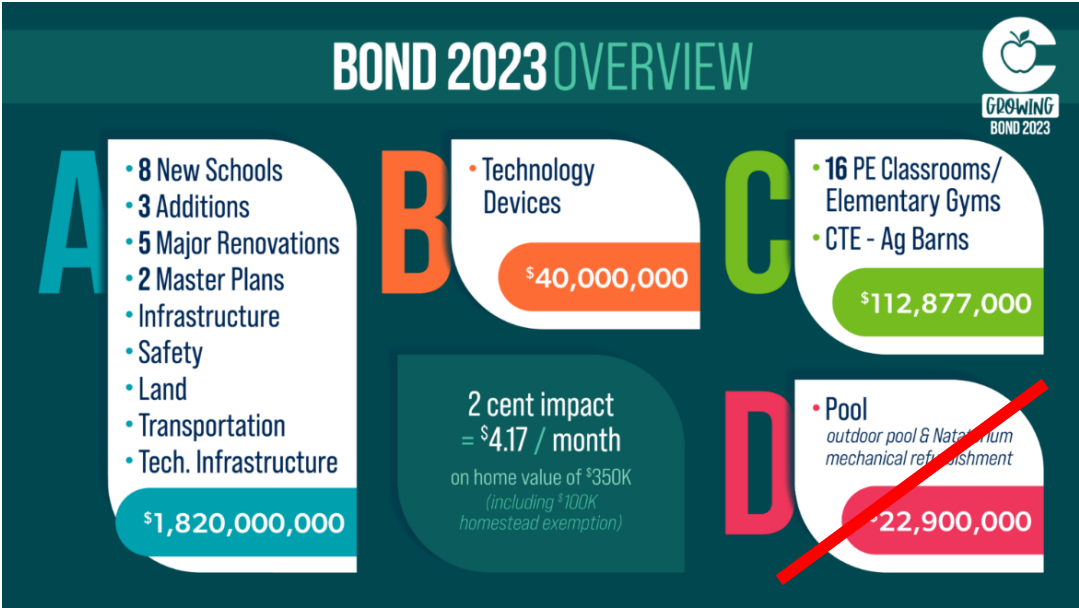 BOND 2023 OVERVIEW
GROWING
BOND 2023
A
• 8 New Schools
• 3 Additions
• 5 Major Renovations
• 2 Master Plans
• Infrastructure
• Safety
• Land
• Transportation
• Tech. Infrastructure
$1,820,000,000
B
• Technology
Devices
$40,000,000
2 cent impact
= $4.17 / month
on home value of $350K
(including $100K
homestead exemption)
C
• 16 PE Classrooms/
Elementary Gyms
• CTE - Ag Barns
$112,877,000
D
• Pool
outdoor pool & Natatorium
mechanical refurbishment
$22,900,000